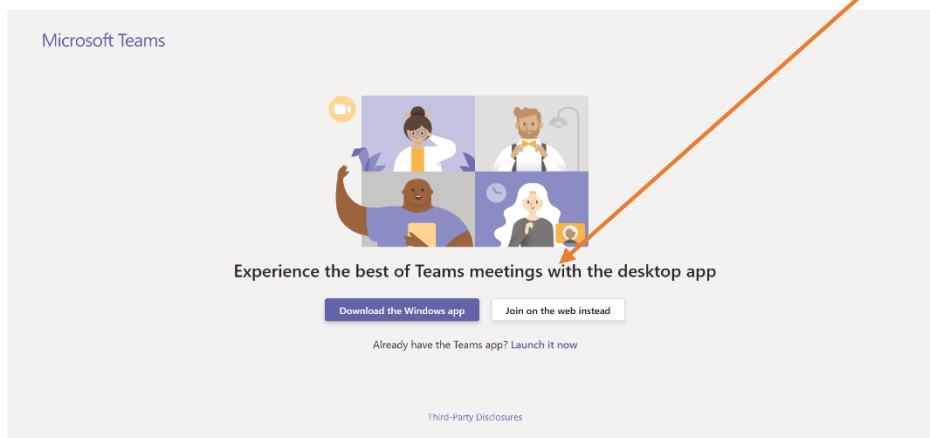 Microsoft Teams
Experience the best of Teams meetings with the desktop app
Download the Windows app
Join on the web instead
Already have the Teams app? Launch it now
Third-Party Disclosures